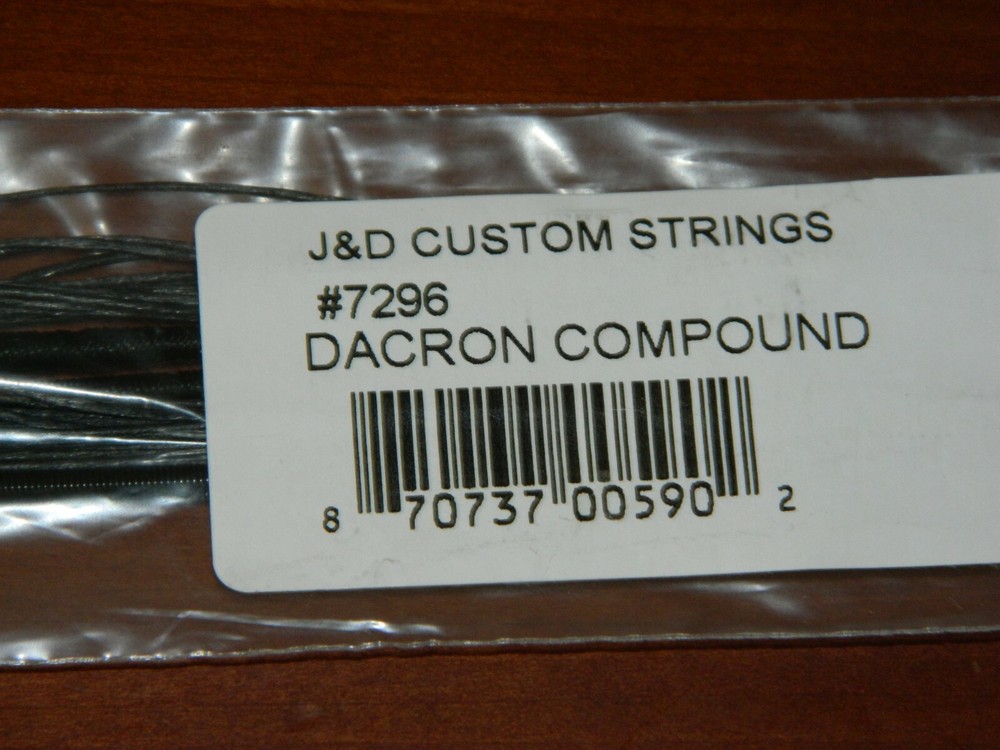 J&D CUSTOM STRINGS
#7296
DACRON COMPOUND
8 70737 00590 2